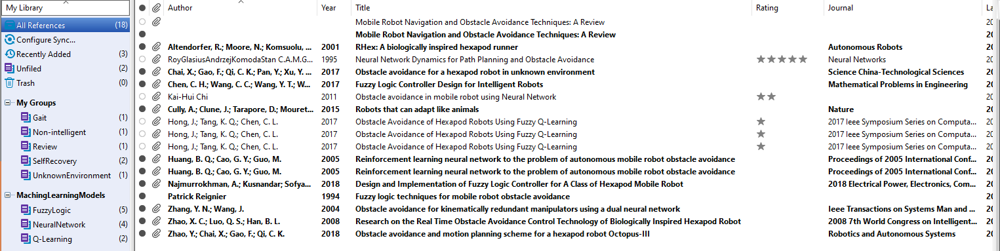 My Library
All References (18)
Configure Sync...
Recently Added (3)
Unfiled (2)
Trash (0)
My Groups
Gait (1)
Non-intelligent (1)
Review (1)
SelfRecovery (2)
UnknownEnvironment (1)
MachingLearningModels
FuzzyLogic (5)
NeuralNetwork (4)
Q-Learning (2)
Author Year Title Rating Journal La
Mobile Robot Navigation and Obstacle Avoidance Techniques: A Review 20
Mobile Robot Navigation and Obstacle Avoidance Techniques: A Review 20
Altendorfer, R.; Moore, N.; Komsuolu, ... 2001 RHex: A biologically inspired hexapod runner Autonomous Robots 20
RoyGlasiusAndrzejKomodaStan C.A.M.G... 1995 Neural Network Dynamics for Path Planning and Obstacle Avoidance Neural Networks 20
Chai, X.; Gao, F.; Qi, C. K.; Pan, Y.; Xu, Y. ... 2017 Obstacle avoidance for a hexapod robot in unknown environment Science China-Technological Sciences 20
Chen, C. H.; Wang, C. C.; Wang, Y. T.; W... 2017 Fuzzy Logic Controller Design for Intelligent Robots Mathematical Problems in Engineering 20
Kai-Hui Chi 2011 Obstacle avoidance in mobile robot using Neural Network 20
Cully, A.; Clune, J.; Tarapore, D.; Mouret... 2015 Robots that can adapt like animals Nature 20
Hong, J.; Tang, K. Q.; Chen, C. L. 2017 Obstacle Avoidance of Hexapod Robots Using Fuzzy Q-Learning 2017 Ieee Symposium Series on Computa... 20
Hong, J.; Tang, K. Q.; Chen, C. L. 2017 Obstacle Avoidance of Hexapod Robots Using Fuzzy Q-Learning 2017 Ieee Symposium Series on Computa... 20
Hong, J.; Tang, K. Q.; Chen, C. L. 2017 Obstacle Avoidance of Hexapod Robots Using Fuzzy Q-Learning 2017 Ieee Symposium Series on Computa... 20
Huang, B. Q.; Cao, G. Y.; Guo, M. 2005 Reinforcement learning neural network to the problem of autonomous mobile robot obstacle avoidance Proceedings of 2005 International Conf... 20
Huang, B. Q.; Cao, G. Y.; Guo, M. 2005 Reinforcement learning neural network to the problem of autonomous mobile robot obstacle avoidance Proceedings of 2005 International Conf... 20
Najmurrokhman, A.; Kusnandar; Sofya... 2018 Design and Implementation of Fuzzy Logic Controller for A Class of Hexapod Mobile Robot 2018 Electrical Power, Electronics, Com... 20
Patrick Reignier 1994 Fuzzy logic techniques for mobile robot obstacle avoidance 20
Zhang, Y. N.; Wang, J. 2004 Obstacle avoidance for kinematically redundant manipulators using a dual neural network Ieee Transactions on Systems Man and ... 20
Zhao, X. C.; Luo, Q. S.; Han, B. L. 2008 Research on the Real Time Obstacle Avoidance Control Technology of Biologically Inspired Hexapod Robot 2008 7th World Congress on Intelligent... 20
Zhao, Y.; Chai, X.; Gao, F.; Qi, C. K. 2018 Obstacle avoidance and motion planning scheme for a hexapod robot Octopus-III Robotics and Autonomous Systems 20